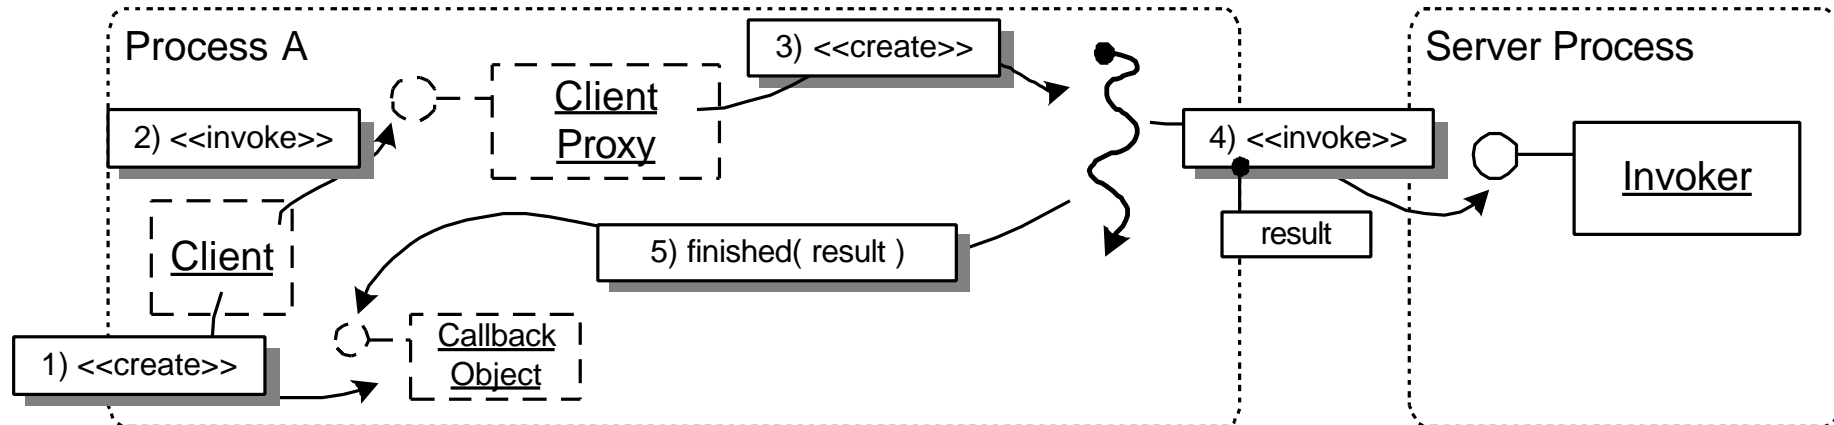 Process A
3) <<create>>
Server Process
Client
Proxy
2) <<invoke>>
4) <<invoke>>
Invoker
Client
5) finished( result )
result
Callback
Object
1) <<create>>